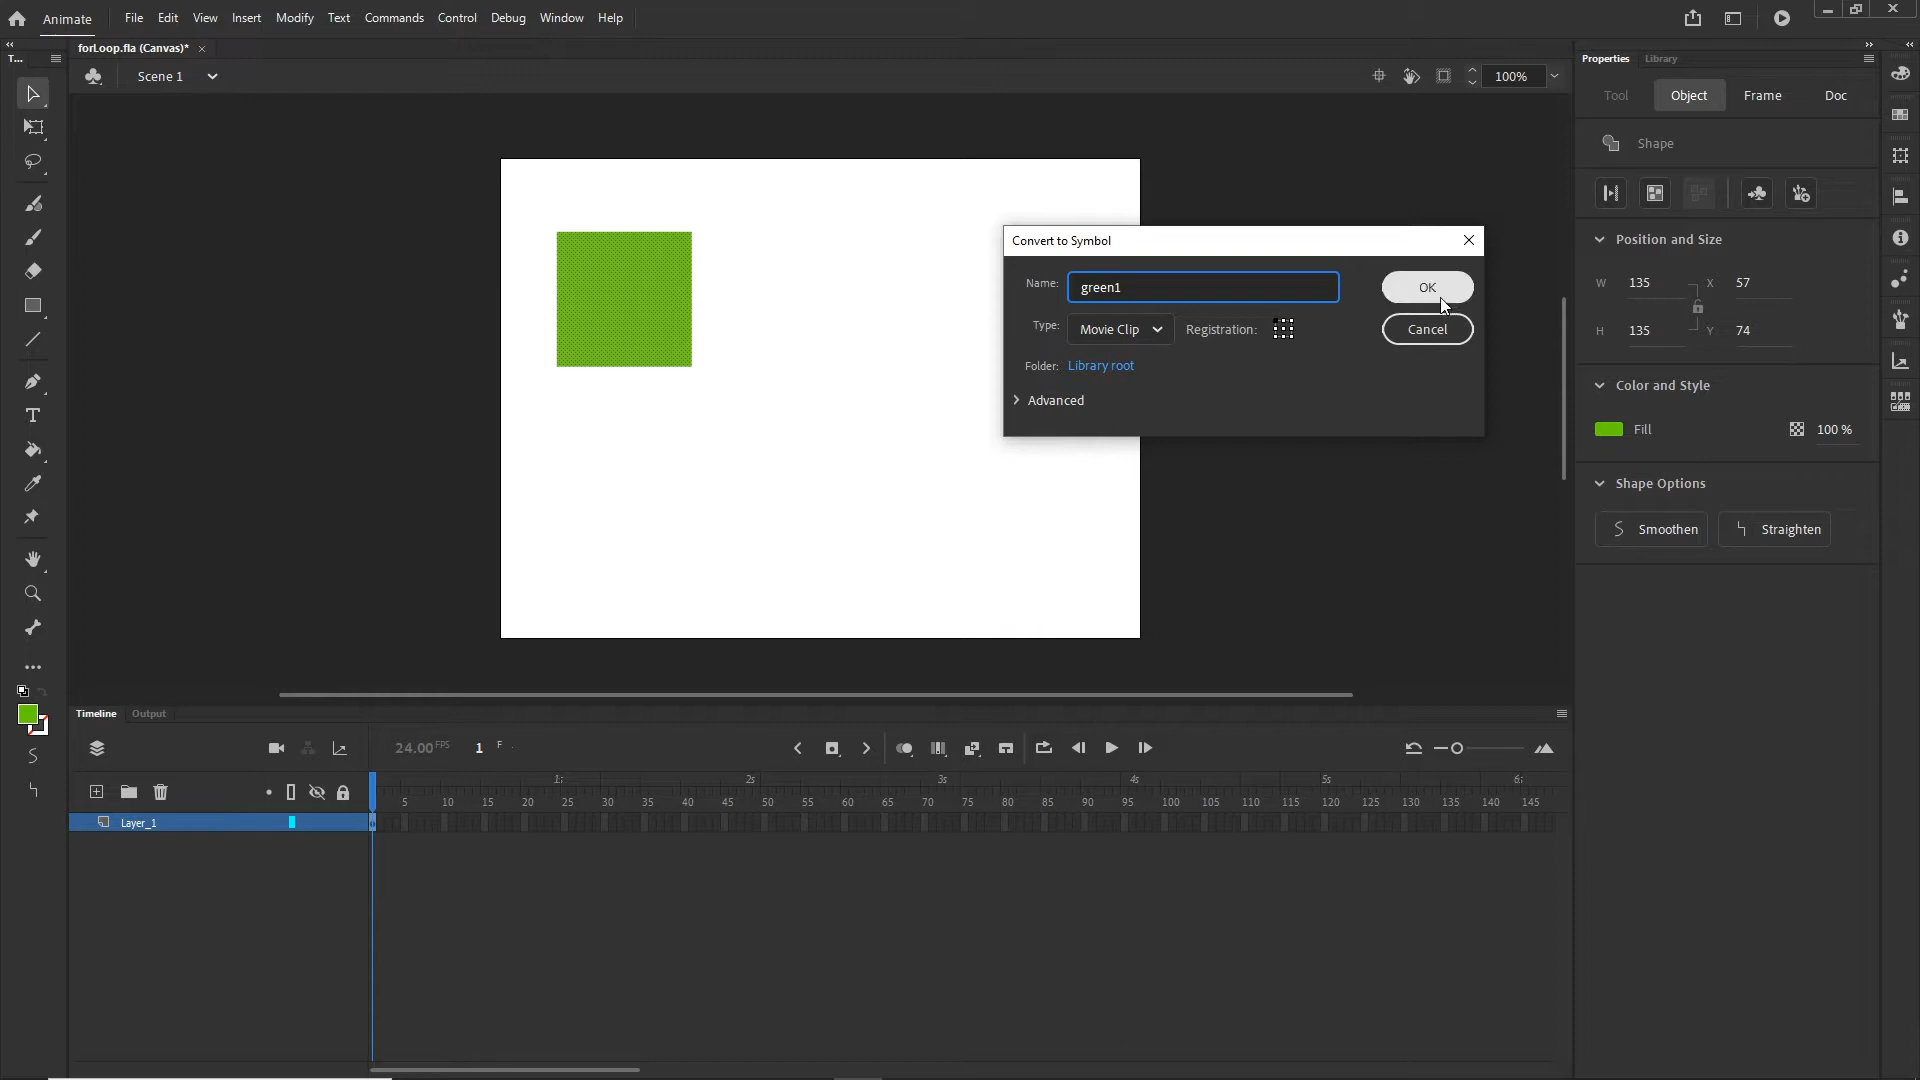 Animate File Edit View Insert Modify Text Commands Control Debug Window Help
forLoop.fla (Canvas)*
T...
Scene 1
100%
Properties Library
Tool Object Frame Doc
Shape
Position and Size
W 135 X 57
H 135 Y 74
Color and Style
Fill 100 %
Shape Options
Smoothen Straighten
Convert to Symbol
Name: green1 OK
Type: Movie Clip Registration: Cancel
Folder: Library root
Advanced
Timeline Output
24.00 FPS 1 F
1s 2s 3s 4s 5s 6s
5 10 15 20 25 30 35 40 45 50 55 60 65 70 75 80 85 90 95 100 105 110 115 120 125 130 135 140 145
Layer_1